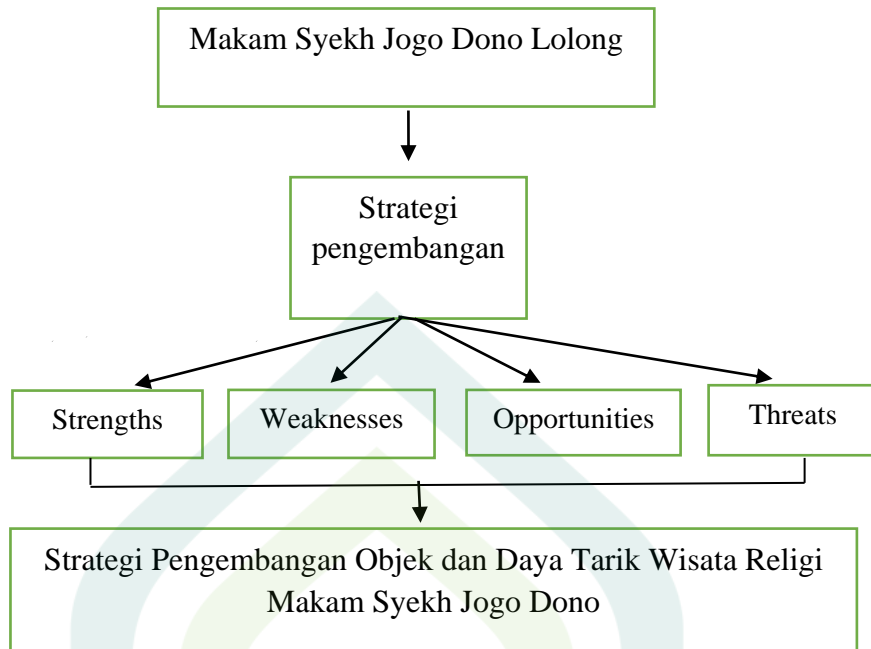 Makam Syekh Jogo Dono Lolong
Strategi
pengembangan
Strengths
Weaknesses
Opportunities
Threats
Strategi Pengembangan Objek dan Daya Tarik Wisata Religi
Makam Syekh Jogo Dono